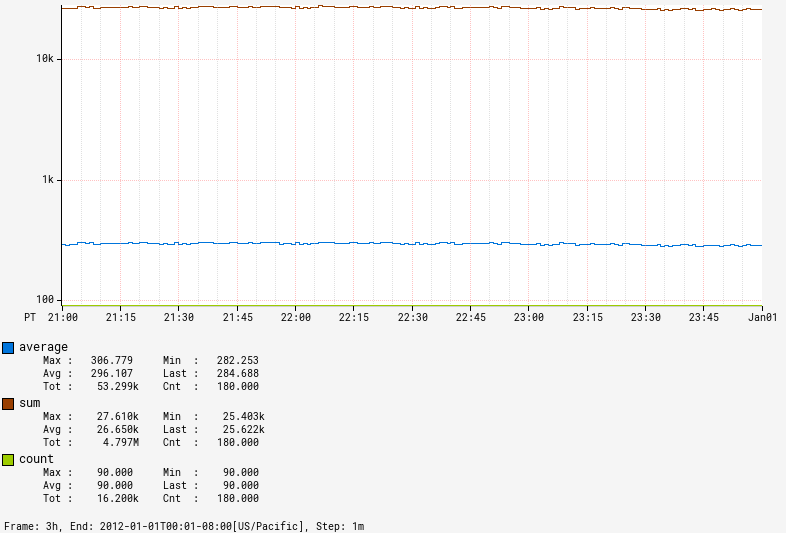 10k
1k
100
PT 21:00 21:15 21:30 21:45 22:00 22:15 22:30 22:45 23:00 23:15 23:30 23:45 Jan01
average
Max : 306.779 Min : 282.253
Avg : 296.107 Last : 284.688
Tot : 53.299k Cnt : 180.000
sum
Max : 27.610k Min : 25.403k
Avg : 26.650k Last : 25.622k
Tot : 4.797M Cnt : 180.000
count
Max : 90.000 Min : 90.000
Avg : 90.000 Last : 90.000
Tot : 16.200k Cnt : 180.000
Frame: 3h, End: 2012-01-01T00:01-08:00[US/Pacific], Step: 1m